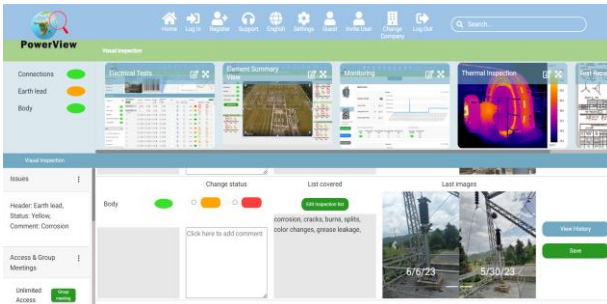 PowerView
Home
Log In
Register
Support
English
Settings
Guest
Invite User
Change Company
Log Out
Search...
Visual Inspection
Connections
Earth lead
Body
Electrical Tests
Element Summary View
Monitoring
Thermal Inspection
Visual Inspection
Issues
Header: Earth lead,
Status: Yellow,
Comment: Corrosion
Access & Group
Meetings
Unlimited
Access
Group meeting
Change status
List covered
Last images
Body
Edit inspection list
Click here to add comment
corrosion, cracks, burns, splits,
color changes, grease leakage,
6/6/23
5/30/23
View History
Save